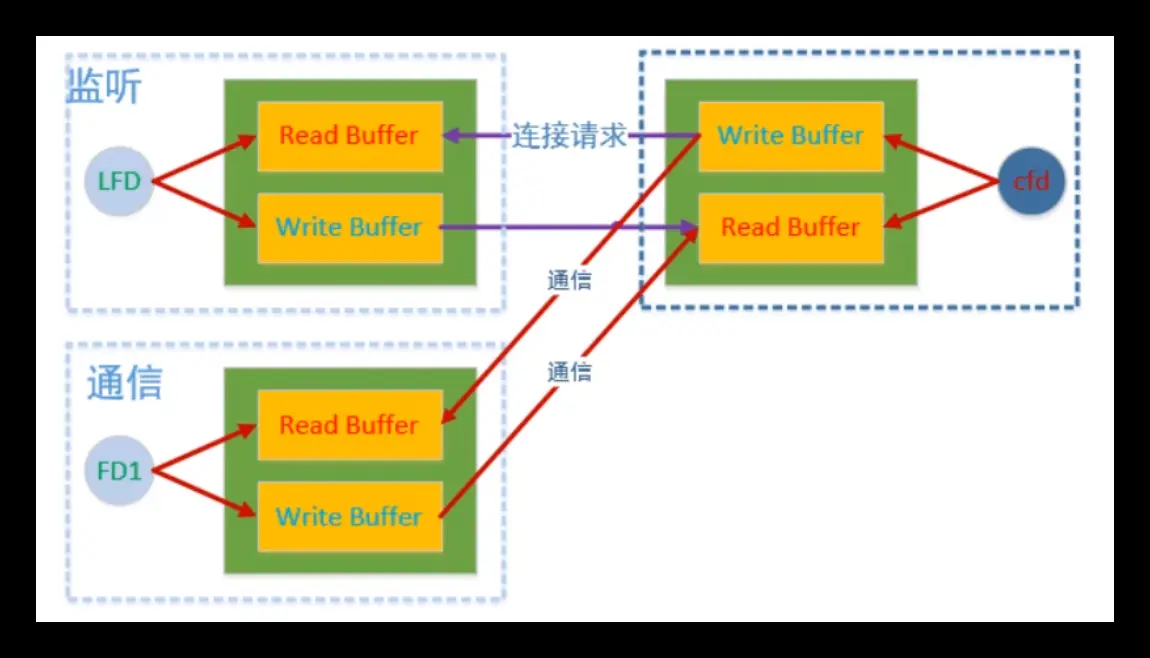 监听
Read Buffer
连接请求
Write Buffer
LFD
cfd
Write Buffer
Read Buffer
通信
通信
通信
Read Buffer
FD1
Write Buffer